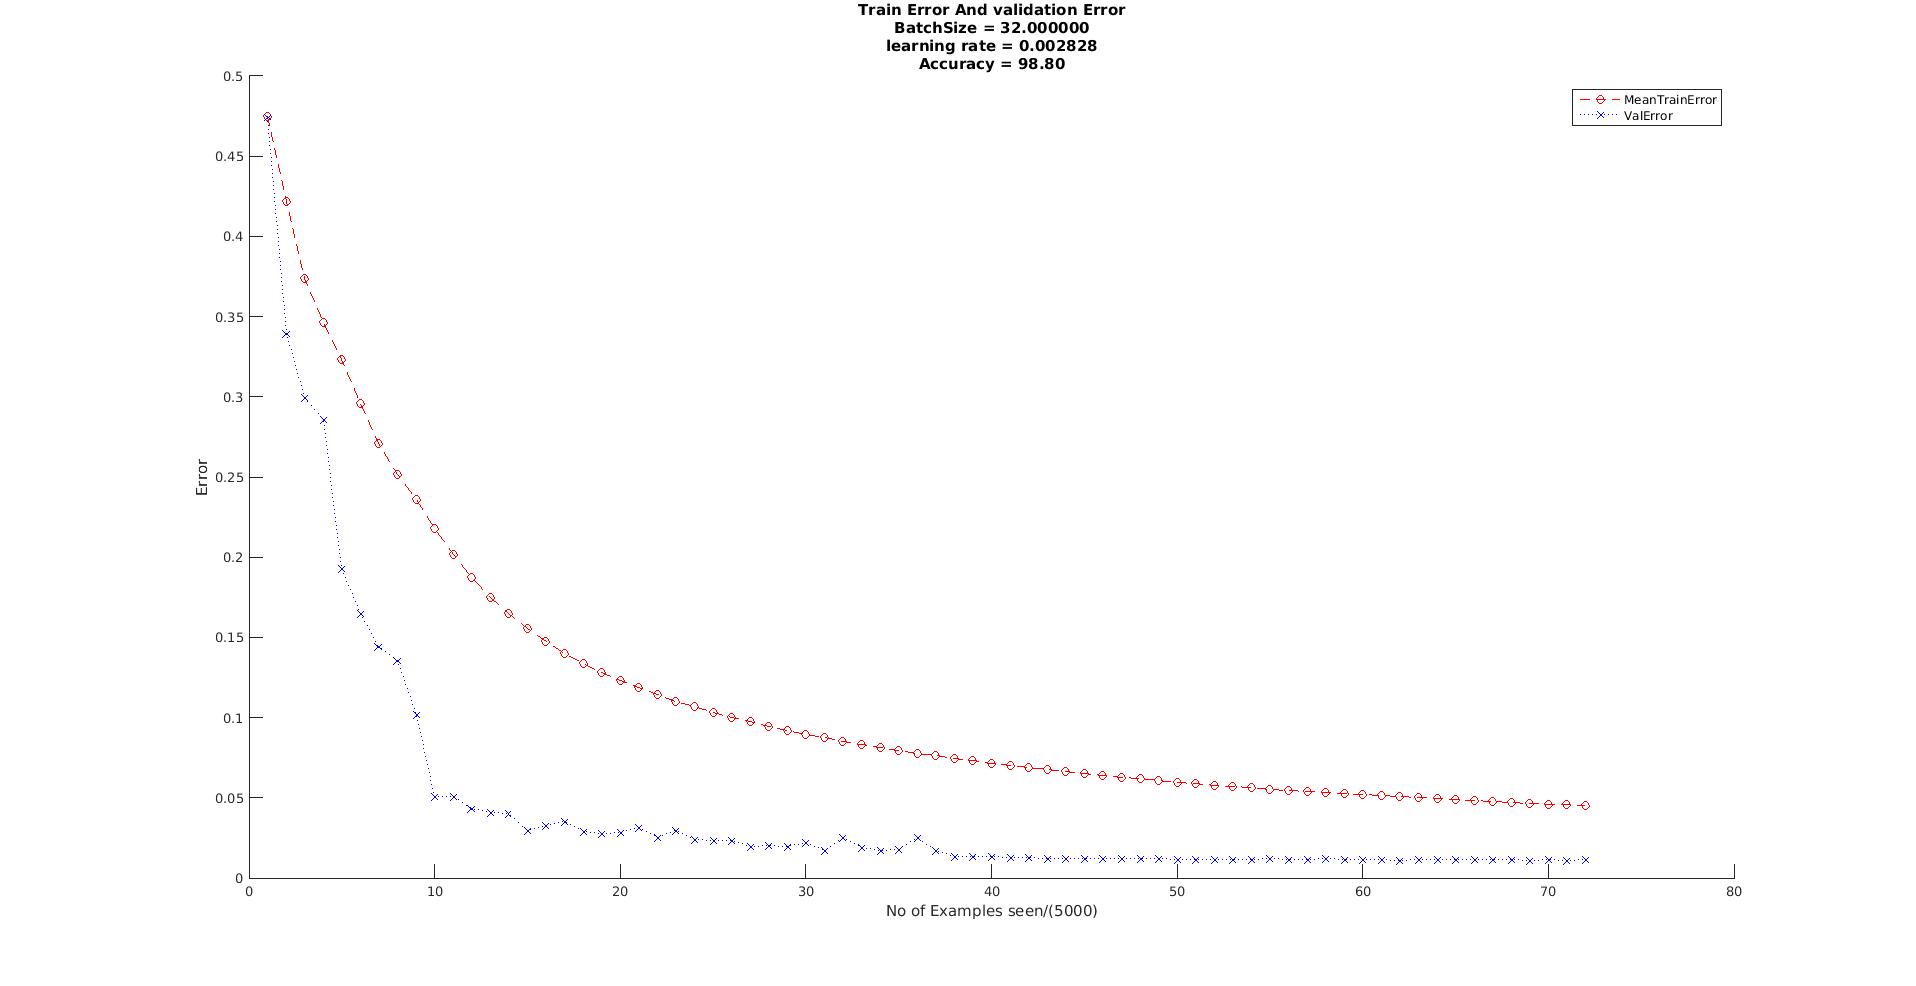 Train Error And validation Error
BatchSize = 32.000000
learning rate = 0.002828
Accuracy = 98.80
MeanTrainError
ValError
0.5
0.45
0.4
0.35
0.3
0.25
0.2
0.15
0.1
0.05
0
Error
0 10 20 30 40 50 60 70 80
No of Examples seen/(5000)